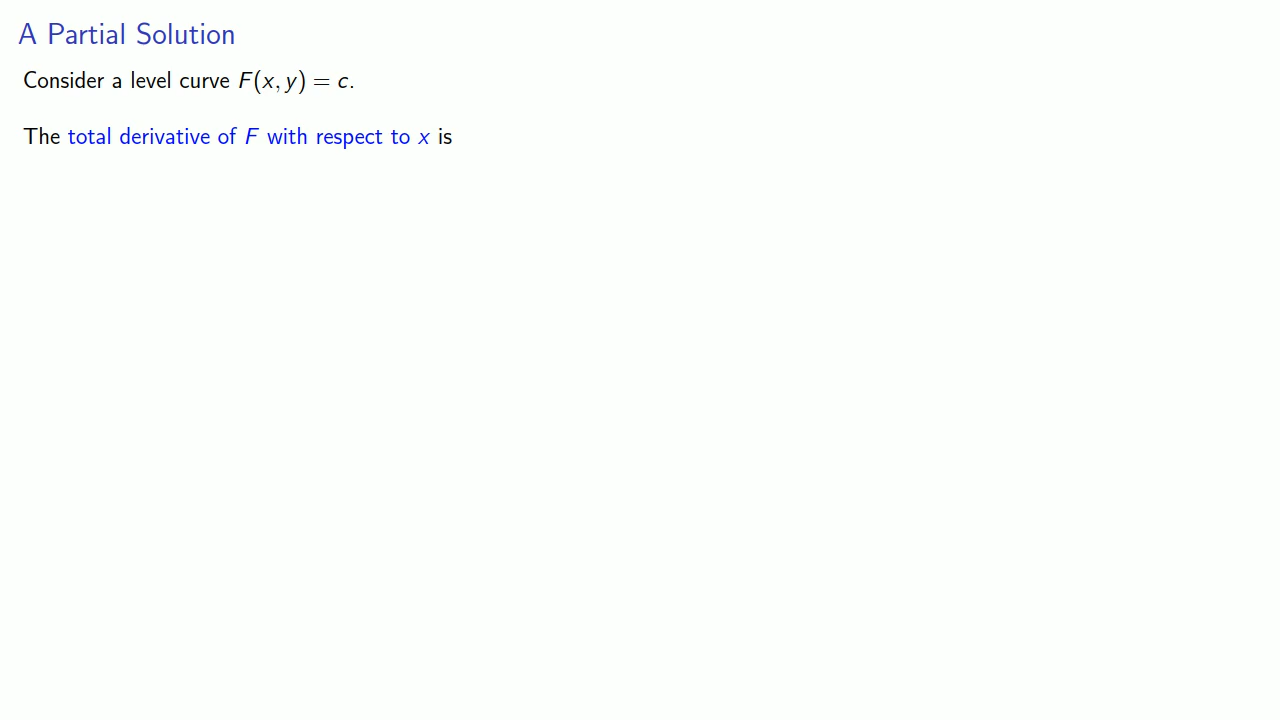 A Partial Solution
Consider a level curve F(x, y) = c.
The total derivative of F with respect to x is